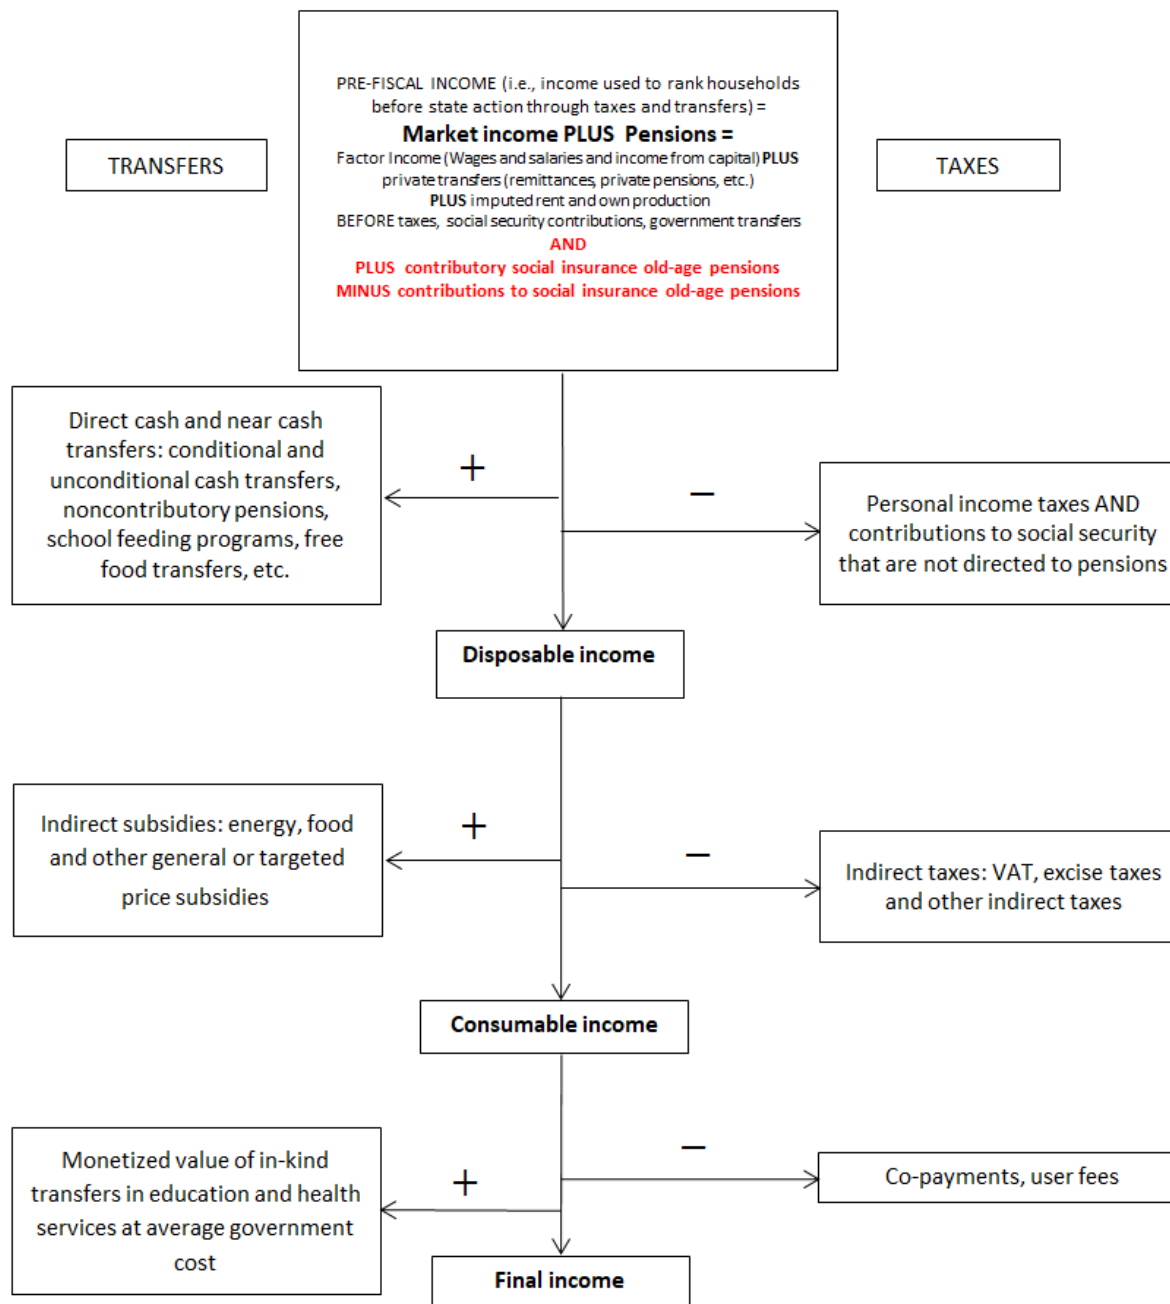 PRE-FISCAL INCOME (i.e., income used to rank households
before state action through taxes and transfers) =
Market income PLUS Pensions =
Factor Income (Wages and salaries and income from capital) PLUS
private transfers (remittances, private pensions, etc.)
PLUS imputed rent and own production
BEFORE taxes, social security contributions, government transfers
AND
PLUS contributory social insurance old-age pensions
MINUS contributions to social insurance old-age pensions
TRANSFERS
TAXES
Direct cash and near cash
transfers: conditional and
unconditional cash transfers,
noncontributory pensions,
school feeding programs, free
food transfers, etc.
+
−
Personal income taxes AND
contributions to social security
that are not directed to pensions
Disposable income
Indirect subsidies: energy, food
and other general or targeted
price subsidies
+
−
Indirect taxes: VAT, excise taxes
and other indirect taxes
Consumable income
Monetized value of in-kind
transfers in education and health
services at average government
cost
+
−
Co-payments, user fees
Final income